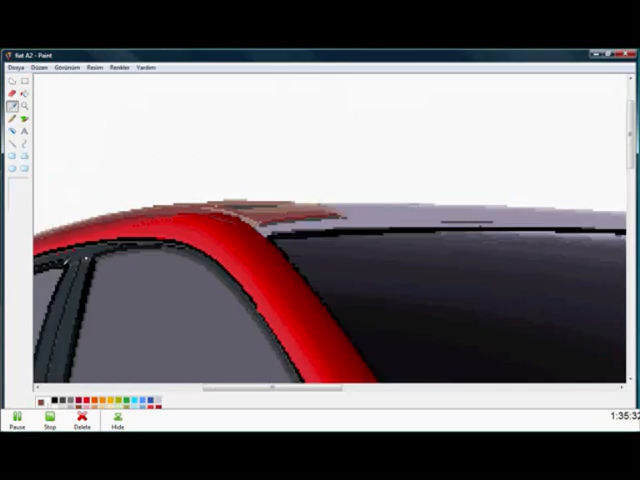 fiat A2 - Paint
Dosya Düzen Görünüm Resim Renkler Yardım
Pause Stop Delete Hide
1:35:32